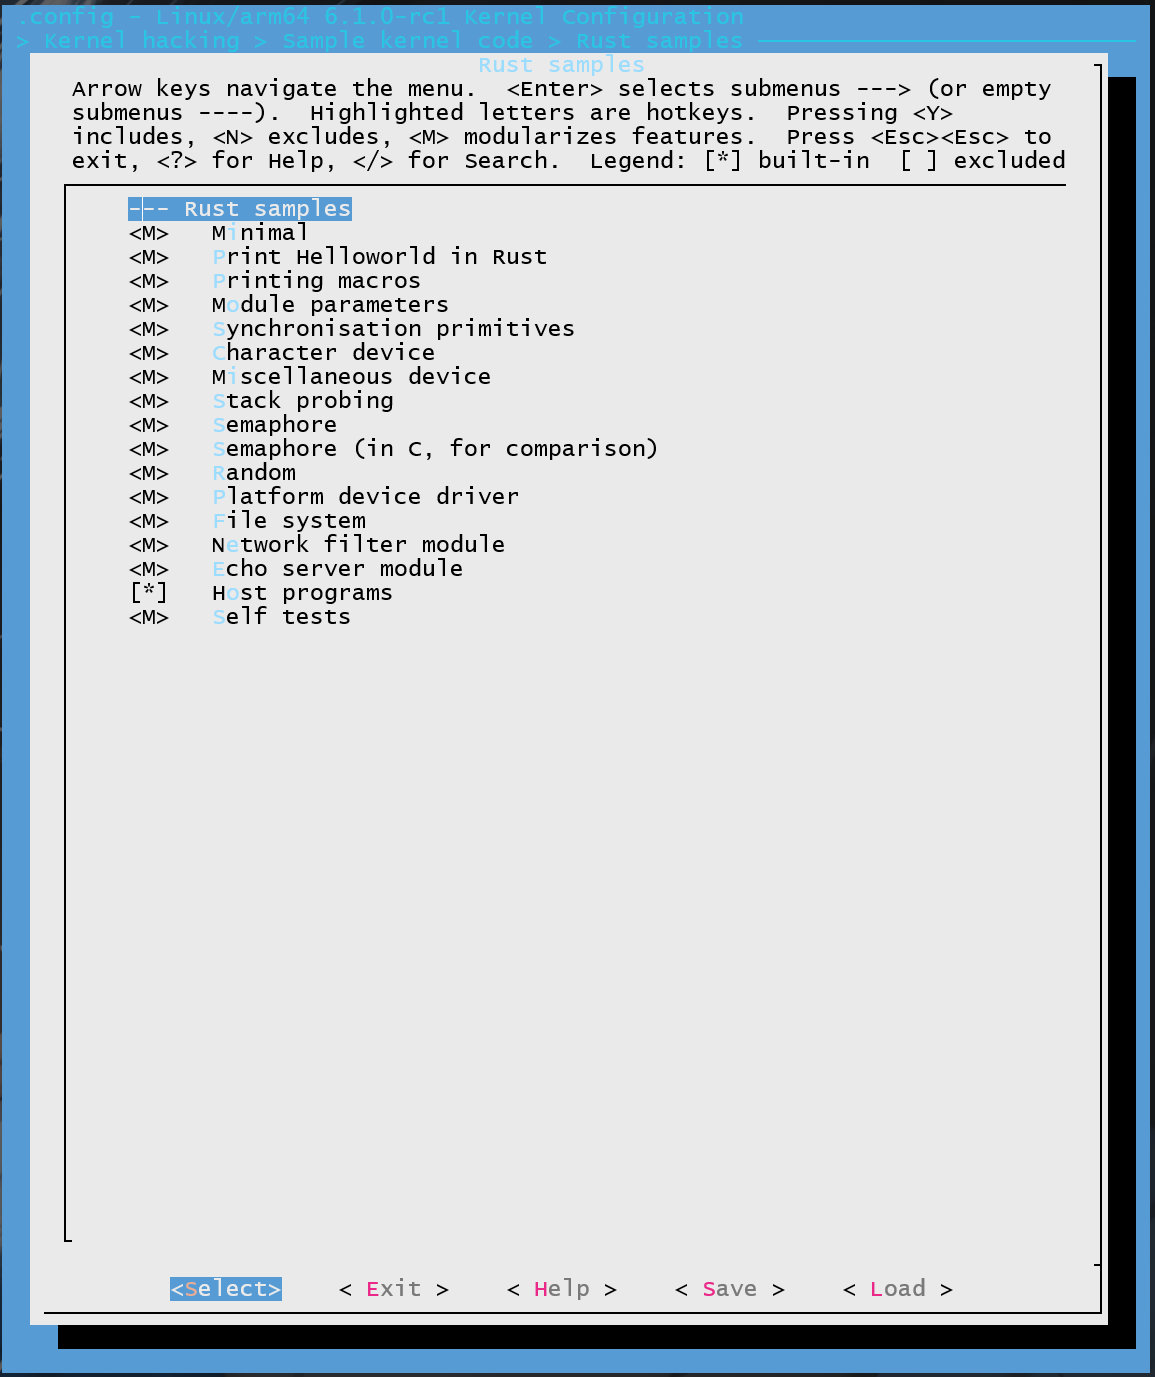 .config - Linux/arm64 6.1.0-rc1 Kernel Configuration
> Kernel hacking > Sample kernel code > Rust samples
Rust samples
Arrow keys navigate the menu.  <Enter> selects submenus ---> (or empty
submenus ----).  Highlighted letters are hotkeys.  Pressing <Y>
includes, <N> excludes, <M> modularizes features.  Press <Esc><Esc> to
exit, <?> for Help, </> for Search.  Legend: [*] built-in  [ ] excluded
--- Rust samples
<M>   Minimal
<M>   Print Helloworld in Rust
<M>   Printing macros
<M>   Module parameters
<M>   Synchronisation primitives
<M>   Character device
<M>   Miscellaneous device
<M>   Stack probing
<M>   Semaphore
<M>   Semaphore (in C, for comparison)
<M>   Random
<M>   Platform device driver
<M>   File system
<M>   Network filter module
<M>   Echo server module
[*]   Host programs
<M>   Self tests
<Select>    < Exit >    < Help >    < Save >    < Load >